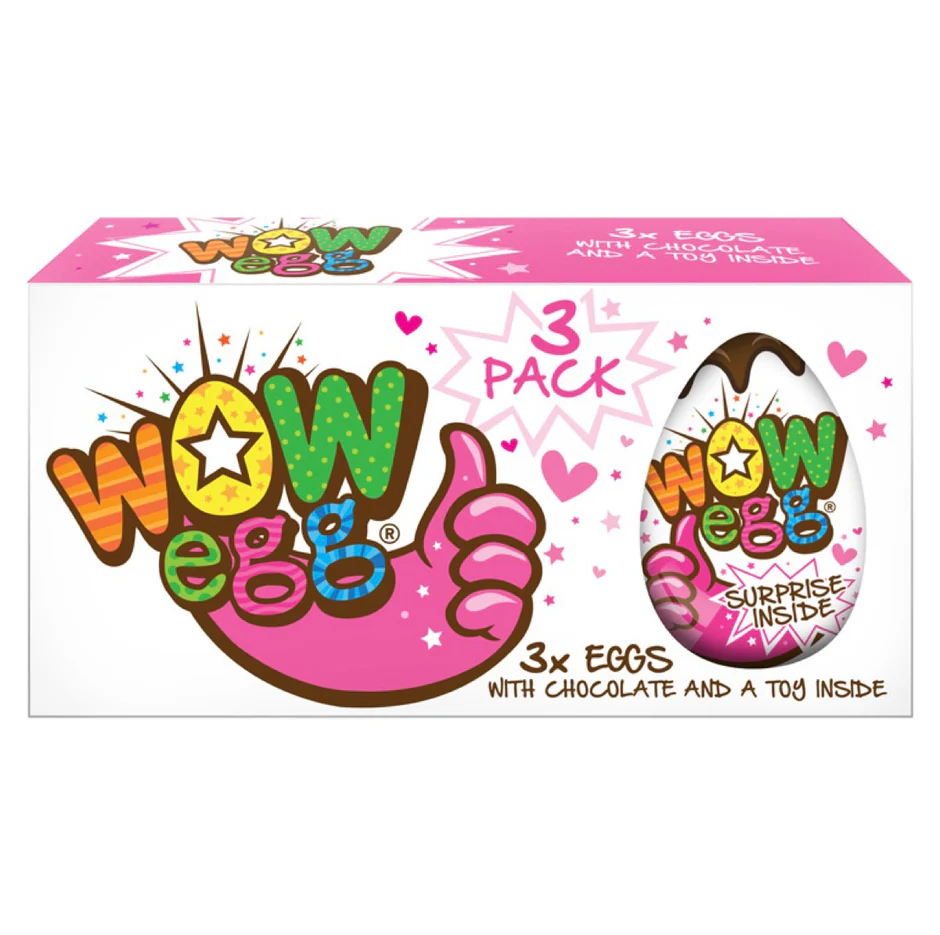 WOW
egg
3x EGGS
WITH CHOCOLATE
AND A TOY INSIDE
3
PACK
WOW
egg®
WOW
egg®
SURPRISE
INSIDE
3x EGGS
WITH CHOCOLATE AND A TOY INSIDE